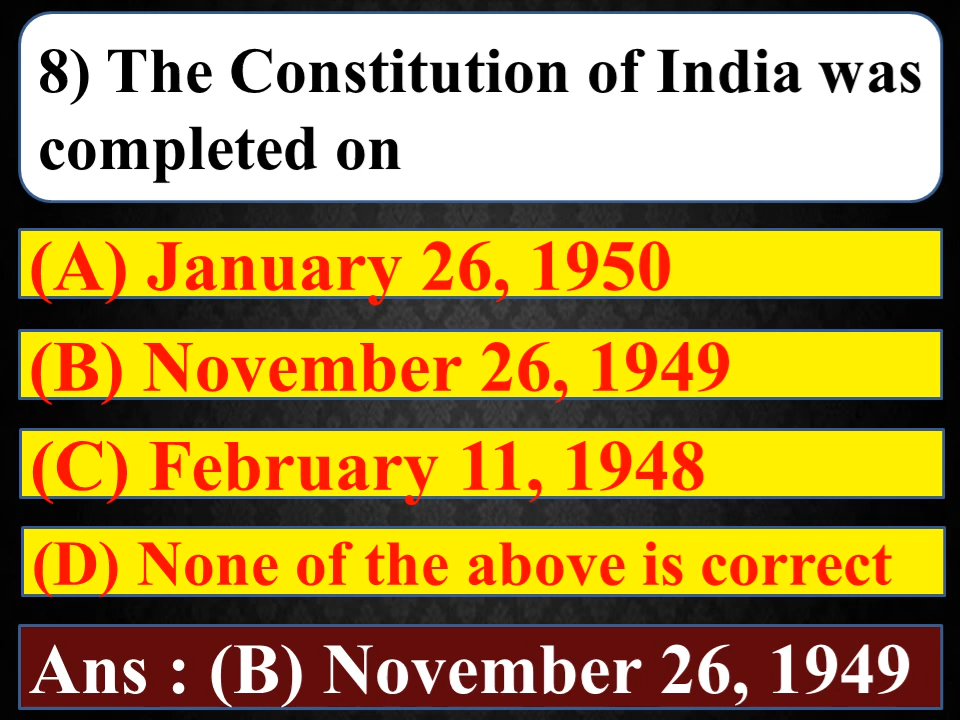 8) The Constitution of India was
completed on
(A) January 26, 1950
(B) November 26, 1949
(C) February 11, 1948
(D) None of the above is correct
Ans : (B) November 26, 1949